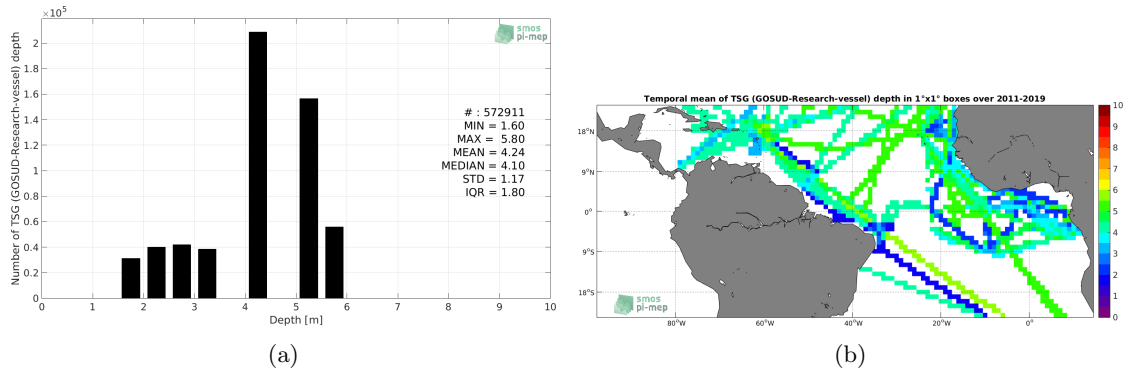 ×10⁵
2
1.8
1.6
1.4
1.2
1
0.8
0.6
0.4
0.2
0
Number of TSG (GOSUD-Research-vessel) depth
smos
pi-mep
# : 572911
MIN = 1.60
MAX = 5.80
MEAN = 4.24
MEDIAN = 4.10
STD = 1.17
IQR = 1.80
0 1 2 3 4 5 6 7 8 9 10
Depth [m]
(a)
Temporal mean of TSG (GOSUD-Research-vessel) depth in 1°x1° boxes over 2011-2019
18°N
9°N
0°
9°S
18°S
smos
pi-mep
80°W 60°W 40°W 20°W 0°
10
9
8
7
6
5
4
3
2
1
0
(b)